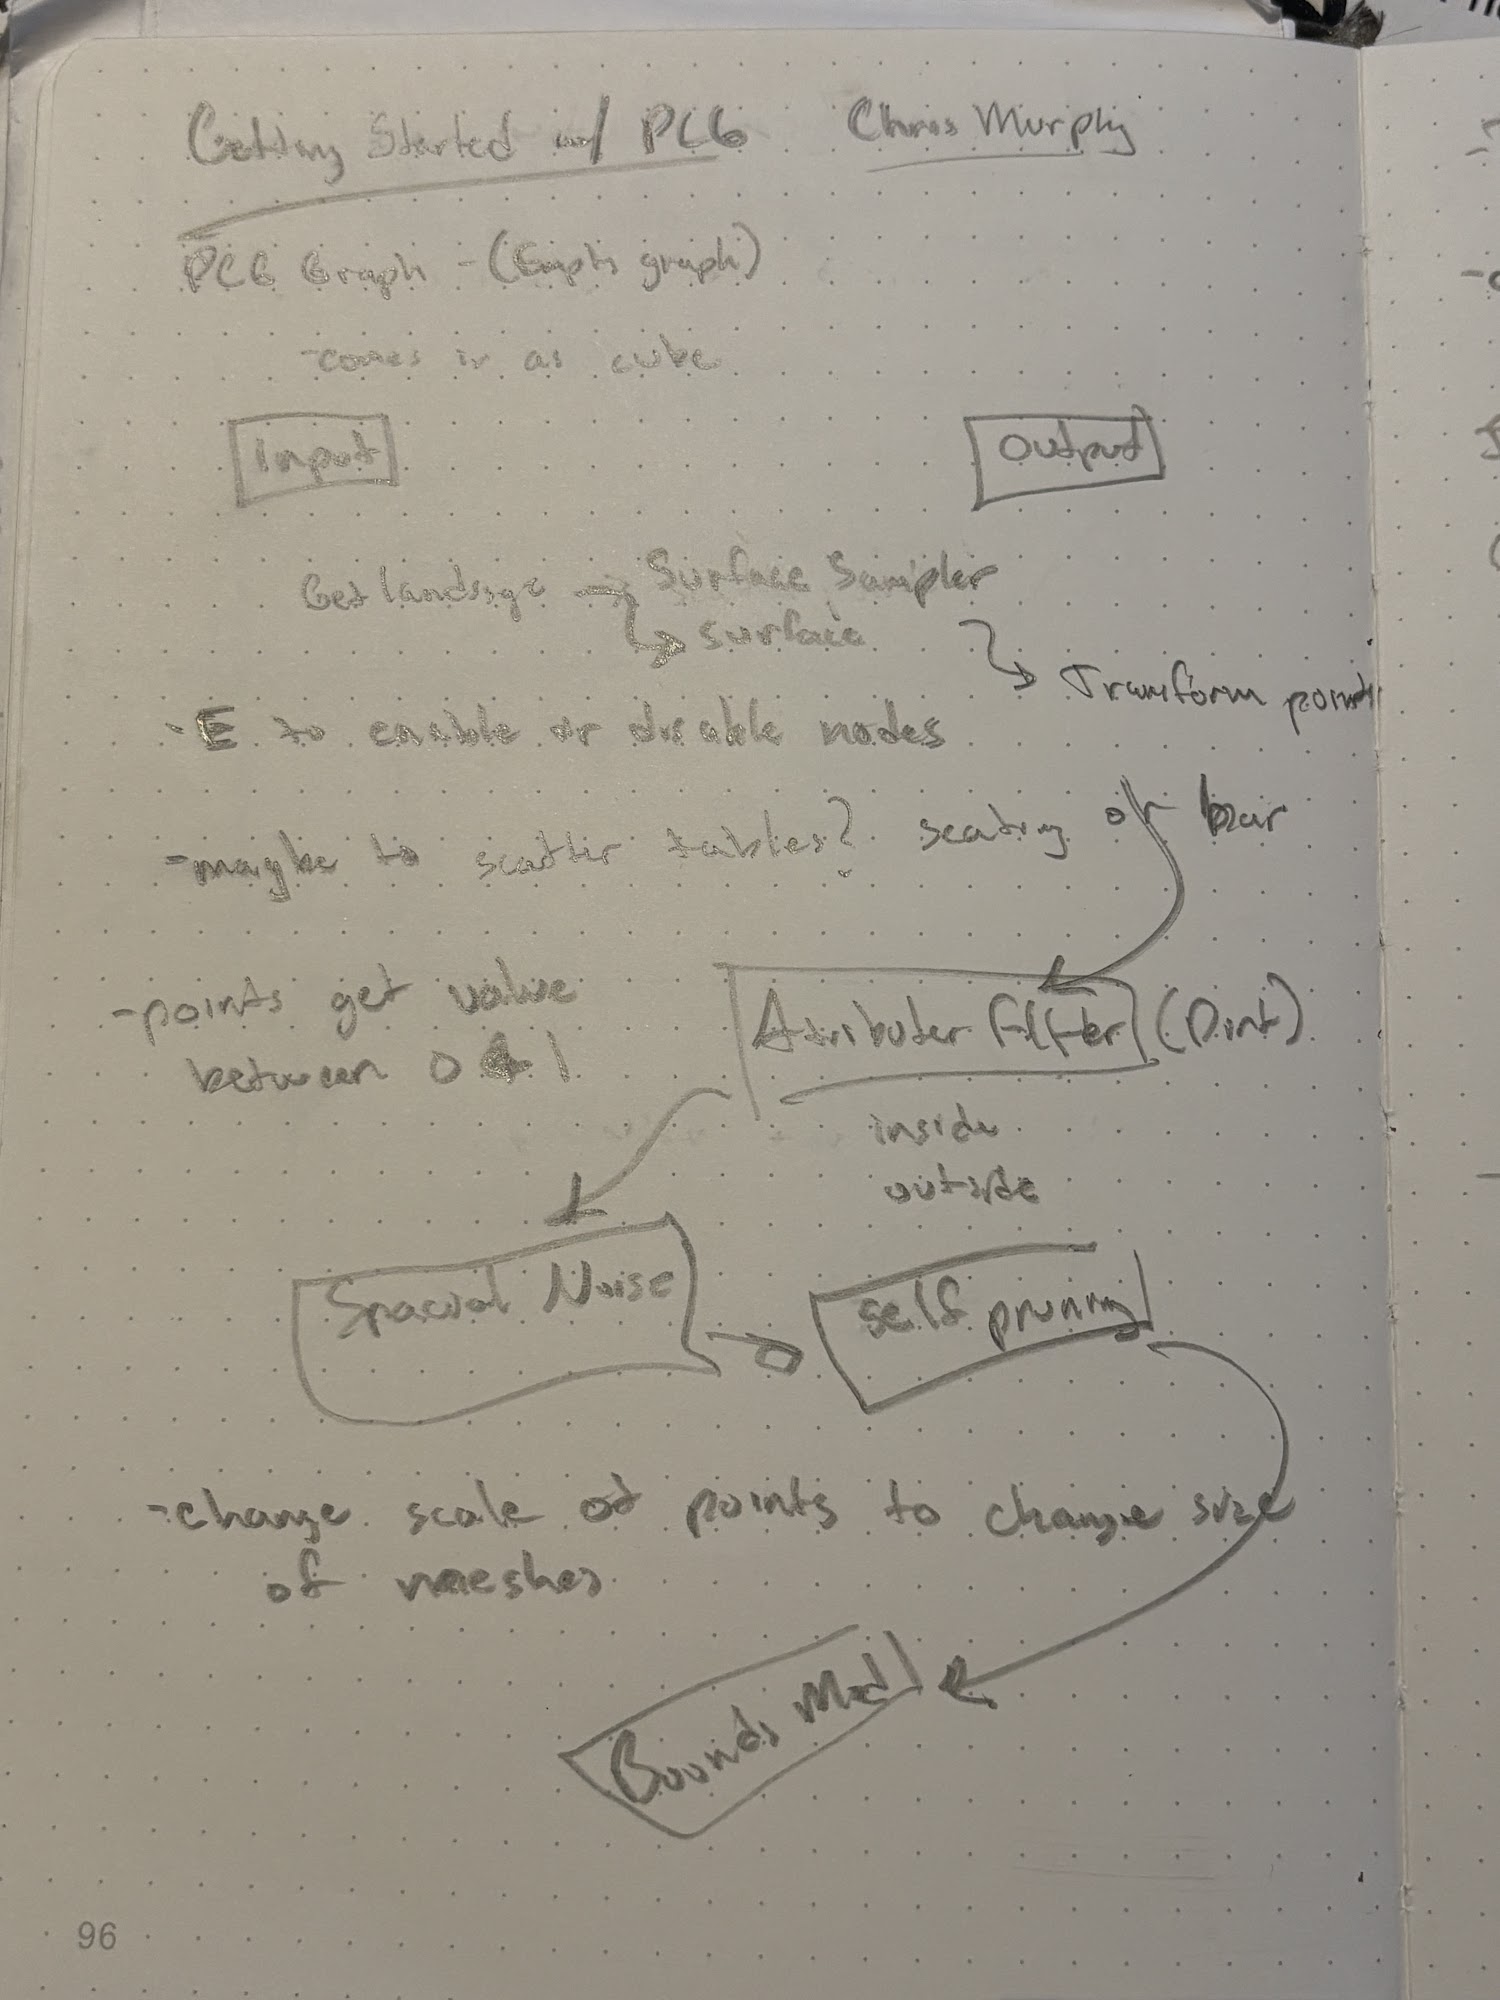 Getting Started w/ PCG Chris Murphy
PCG Graph - (Empty graph)
- comes in as cube
Input
Output
Get landscape → Surface Sampler
↳ surface
↳ Transform points
- E to enable or disable nodes
- maybe to scatter tables? seating of bar
- points get value
between 0 & 1
Attributer filter (Dint)
inside
outside
Spacial Noise
self pruning
- change scale of points to change size
of meshes
Bounds Mod
96